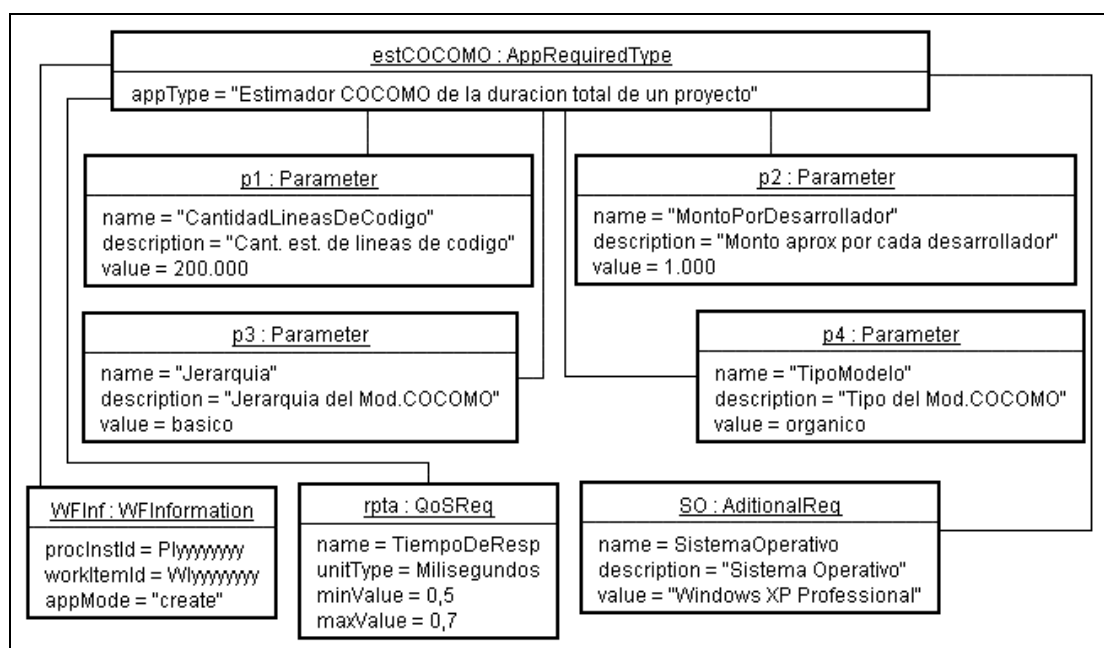 estCOCOMO : AppRequiredType
appType = "Estimador COCOMO de la duracion total de un proyecto"
p1 : Parameter
name = "CantidadLineasDeCodigo"
description = "Cant. est. de lineas de codigo"
value = 200.000
p2 : Parameter
name = "MontoPorDesarrollador"
description = "Monto aprox por cada desarrollador"
value = 1.000
p3 : Parameter
name = "Jerarquia"
description = "Jerarquia del Mod.COCOMO"
value = basico
p4 : Parameter
name = "TipoModelo"
description = "Tipo del Mod.COCOMO"
value = organico
WFInf : WFInformation
procInstId = PIyyyyyyy
workItemId = WIyyyyyyy
appMode = "create"
rpta : QoSReq
name = TiempoDeResp
unitType = Milisegundos
minValue = 0,5
maxValue = 0,7
SO : AditionalReq
name = SistemaOperativo
description = "Sistema Operativo"
value = "Windows XP Professional"